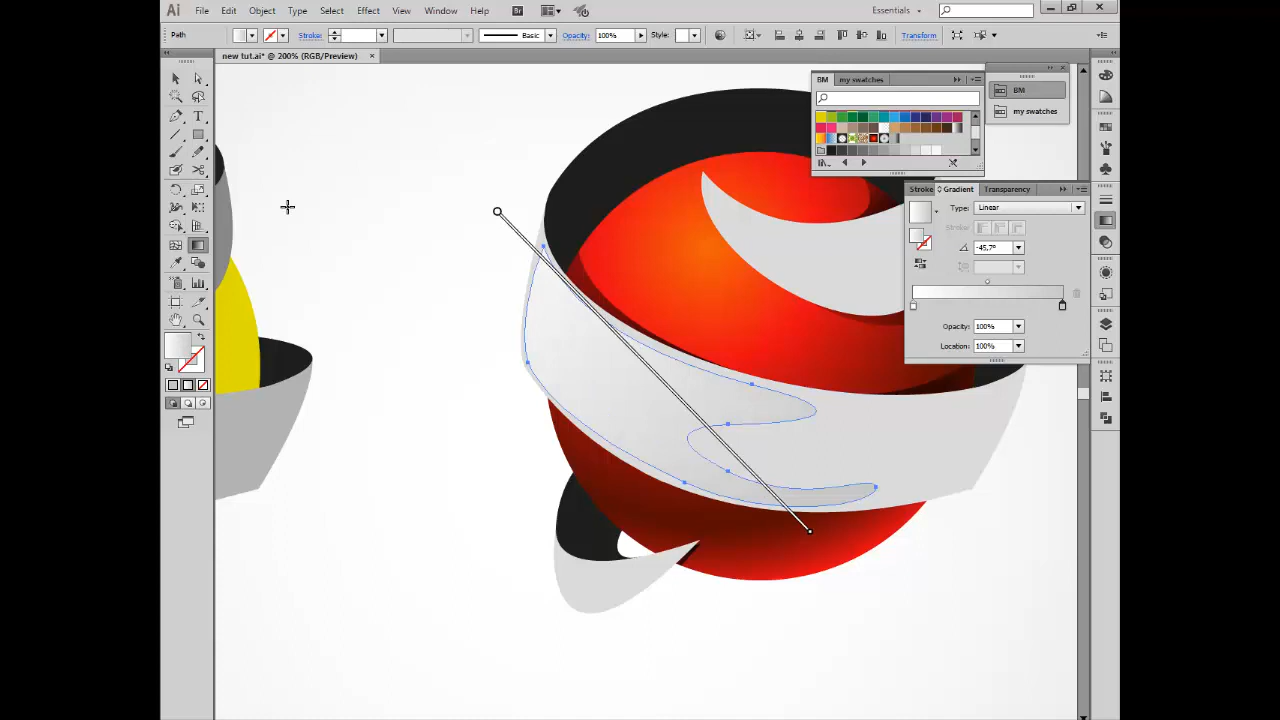 Ai File Edit Object Type Select Effect View Window Help Br Essentials
Path Stroke: Basic Opacity: 100% Style: Transform
new tut.ai* @ 200% (RGB/Preview) ×
BM my swatches
BM
my swatches
Stroke Gradient Transparency
Type: Linear
Stroke:
-45,7°
Opacity: 100%
Location: 100%